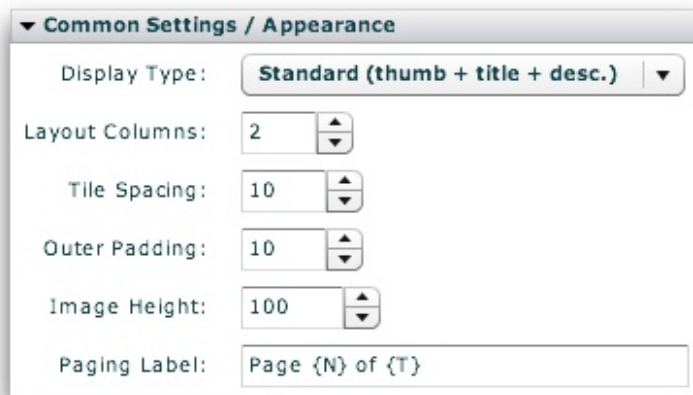 Common Settings / Appearance
Display Type: Standard (thumb + title + desc.)
Layout Columns: 2
Tile Spacing: 10
Outer Padding: 10
Image Height: 100
Paging Label: Page {N} of {T}